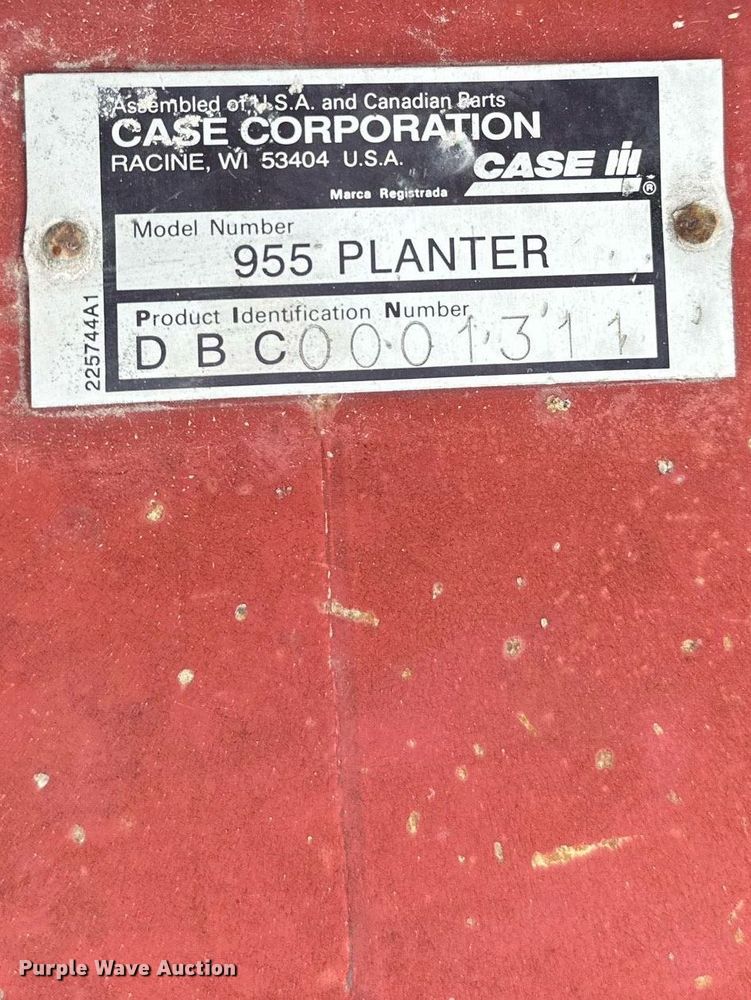 Assembled of U.S.A. and Canadian Parts
CASE CORPORATION
RACINE, WI 53404 U.S.A.
CASE IH ®
Marca Registrada
Model Number
955 PLANTER
Product Identification Number
D B C0001311
225744A1
Purple Wave Auction